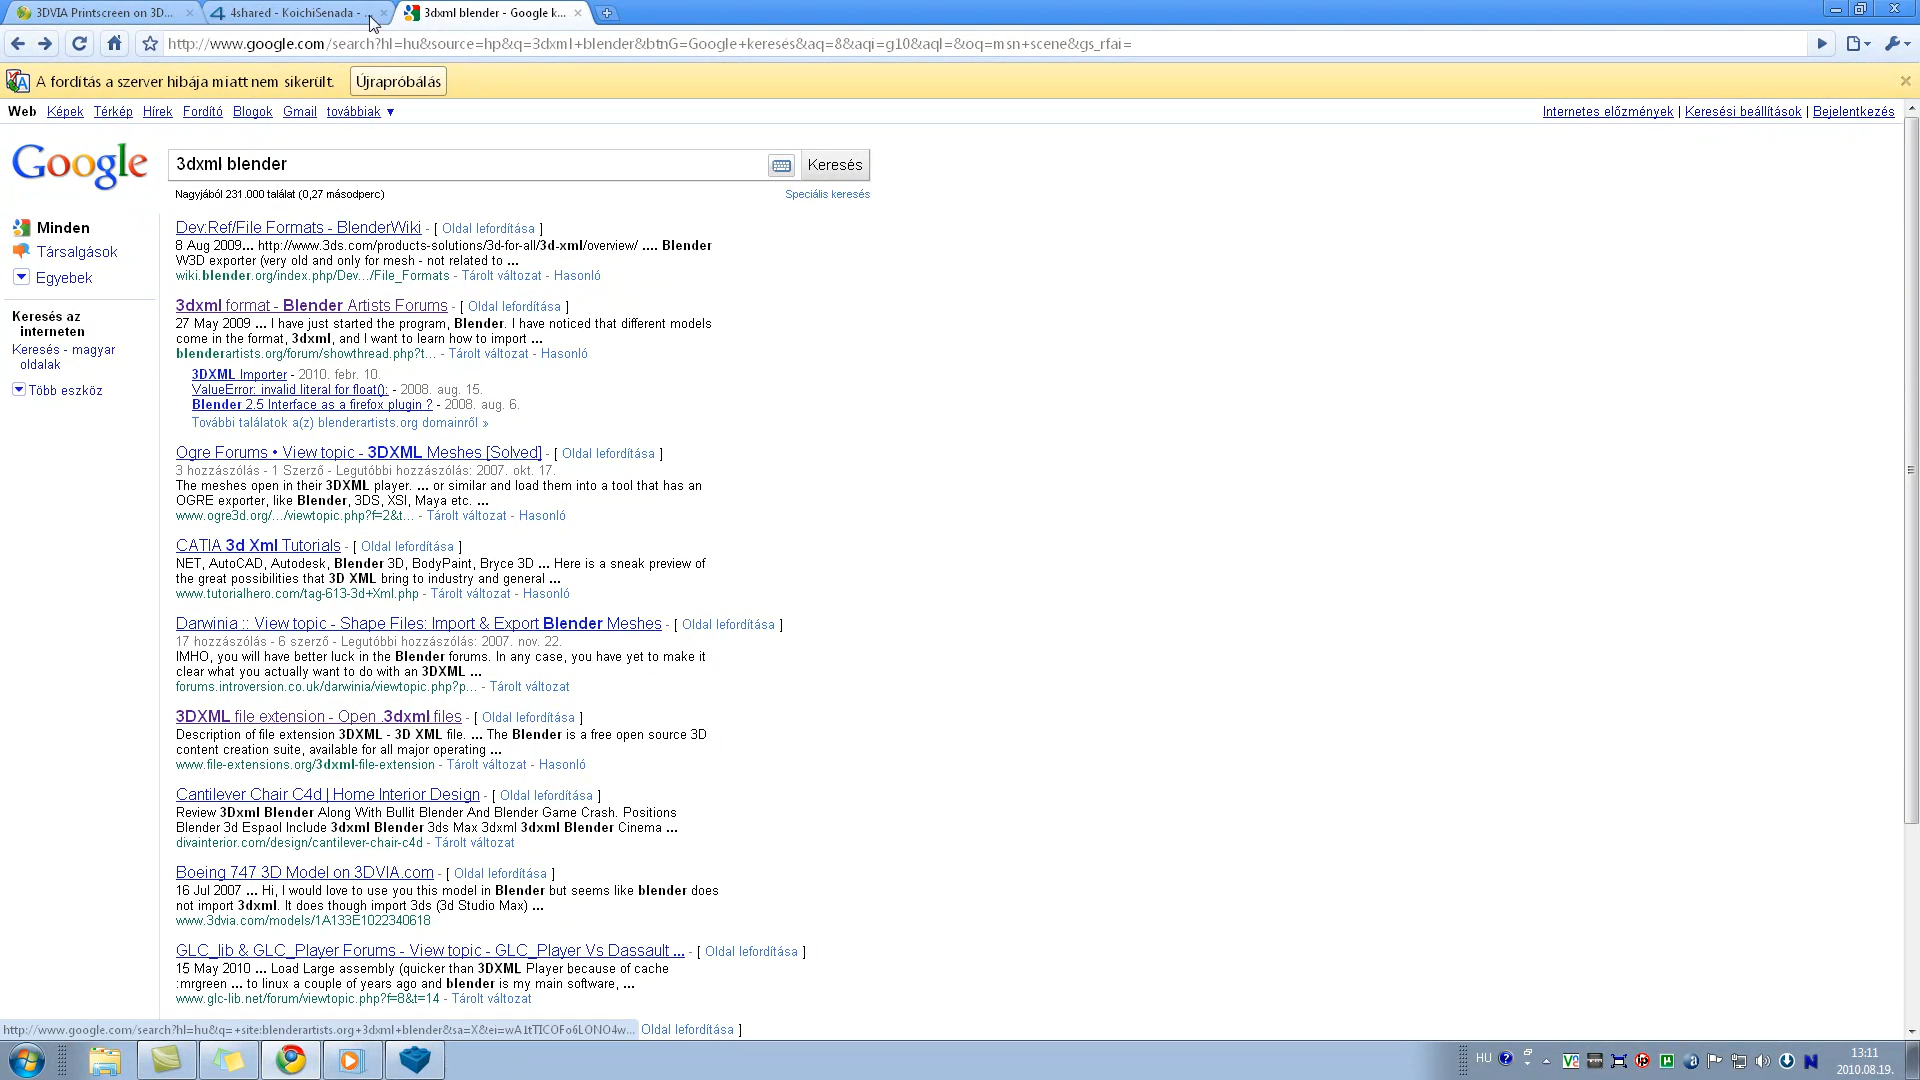 3DVIA Printscreen on 3D...
4shared - KoichiSenada - ...
3dxml blender - Google k...
http://www.google.com/search?hl=hu&source=hp&q=3dxml+blender&btnG=Google+keresés&aq=8&aqi=g10&aql=&oq=msn+scene&gs_rfai=
A fordítás a szerver hibája miatt nem sikerült. Újrapróbálás
Web Képek Térkép Hírek Fordító Blogok Gmail továbbiak ▼
Internetes előzmények | Keresési beállítások | Bejelentkezés
Google
3dxml blender
Keresés
Nagyjából 231.000 találat (0,27 másodperc)
Speciális keresés
Minden
Társalgások
Egyebek
Keresés az
interneten
Keresés - magyar
oldalak
Több eszköz
Dev:Ref/File Formats - BlenderWiki - [ Oldal lefordítása ]
8 Aug 2009... http://www.3ds.com/products-solutions/3d-for-all/3d-xml/overview/ .... Blender
W3D exporter (very old and only for mesh - not related to ...
wiki.blender.org/index.php/Dev.../File_Formats - Tárolt változat - Hasonló
3dxml format - Blender Artists Forums - [ Oldal lefordítása ]
27 May 2009 ... I have just started the program, Blender. I have noticed that different models
come in the format, 3dxml, and I want to learn how to import ...
blenderartists.org/forum/showthread.php?t... - Tárolt változat - Hasonló
3DXML Importer - 2010. febr. 10.
ValueError: invalid literal for float(): - 2008. aug. 15.
Blender 2.5 Interface as a firefox plugin ? - 2008. aug. 6.
További találatok a(z) blenderartists.org domainről »
Ogre Forums • View topic - 3DXML Meshes [Solved] - [ Oldal lefordítása ]
3 hozzászólás - 1 Szerző - Legutóbbi hozzászólás: 2007. okt. 17.
The meshes open in their 3DXML player. ... or similar and load them into a tool that has an
OGRE exporter, like Blender, 3DS, XSI, Maya etc. ...
www.ogre3d.org/.../viewtopic.php?f=2&t... - Tárolt változat - Hasonló
CATIA 3d Xml Tutorials - [ Oldal lefordítása ]
NET, AutoCAD, Autodesk, Blender 3D, BodyPaint, Bryce 3D ... Here is a sneak preview of
the great possibilities that 3D XML bring to industry and general ...
www.tutorialhero.com/tag-613-3d+Xml.php - Tárolt változat - Hasonló
Darwinia :: View topic - Shape Files: Import & Export Blender Meshes - [ Oldal lefordítása ]
17 hozzászólás - 6 szerző - Legutóbbi hozzászólás: 2007. nov. 22.
IMHO, you will have better luck in the Blender forums. In any case, you have yet to make it
clear what you actually want to do with an 3DXML ...
forums.introversion.co.uk/darwinia/viewtopic.php?p... - Tárolt változat
3DXML file extension - Open .3dxml files - [ Oldal lefordítása ]
Description of file extension 3DXML - 3D XML file. ... The Blender is a free open source 3D
content creation suite, available for all major operating ...
www.file-extensions.org/3dxml-file-extension - Tárolt változat - Hasonló
Cantilever Chair C4d | Home Interior Design - [ Oldal lefordítása ]
Review 3Dxml Blender Along With Bullit Blender And Blender Game Crash. Positions
Blender 3d Espaol Include 3dxml Blender 3ds Max 3dxml 3dxml Blender Cinema ...
divainterior.com/design/cantilever-chair-c4d - Tárolt változat
Boeing 747 3D Model on 3DVIA.com - [ Oldal lefordítása ]
16 Jul 2007 ... Hi, I would love to use you this model in Blender but seems like blender does
not import 3dxml. It does though import 3ds (3d Studio Max) ...
www.3dvia.com/models/1A133E1022340618
GLC_lib & GLC_Player Forums - View topic - GLC_Player Vs Dassault ... - [ Oldal lefordítása ]
15 May 2010 ... Load Large assembly (quicker than 3DXML Player because of cache
:mrgreen ... to linux a couple of years ago and blender is my main software, ...
www.glc-lib.net/forum/viewtopic.php?f=8&t=14 - Tárolt változat
http://www.google.com/search?hl=hu&q=+site:blenderartists.org+3dxml+blender&sa=X&ei=wA1tTICOFo6LONO4w... Oldal lefordítása ]
HU
13:11
2010.08.19.